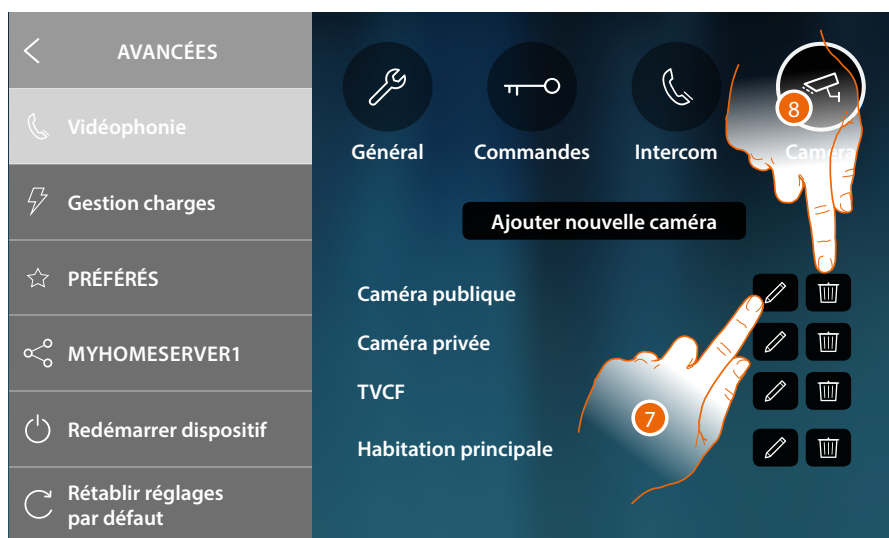 AVANCÉES
Vidéophonie
Gestion charges
PRÉFÉRÉS
MYHOMESERVER1
Redémarrer dispositif
Rétablir réglages
par défaut
Général
Commandes
Intercom
Caméra
8
Ajouter nouvelle caméra
Caméra publique
Caméra privée
TVCF
Habitation principale
7